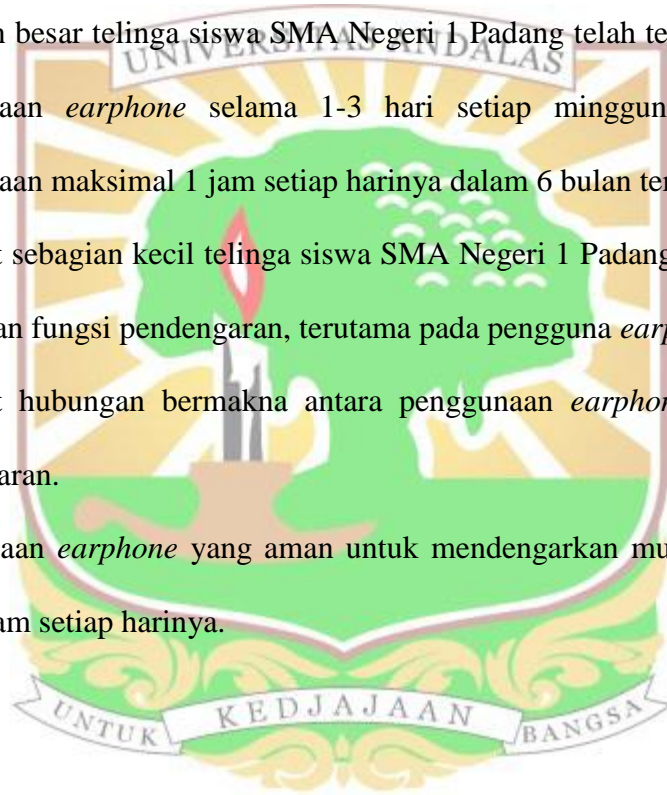 n besar telinga siswa SMA Negeri 1 Padang telah te
UNIVERSITAS ANDALAS
aan earphone selama 1-3 hari setiap minggun
aan maksimal 1 jam setiap harinya dalam 6 bulan ter
t sebagian kecil telinga siswa SMA Negeri 1 Padang
an fungsi pendengaran, terutama pada pengguna earp
t hubungan bermakna antara penggunaan earphon
aran.
aan earphone yang aman untuk mendengarkan mu
am setiap harinya.
UNTUK KEDJAJAAN BANGSA